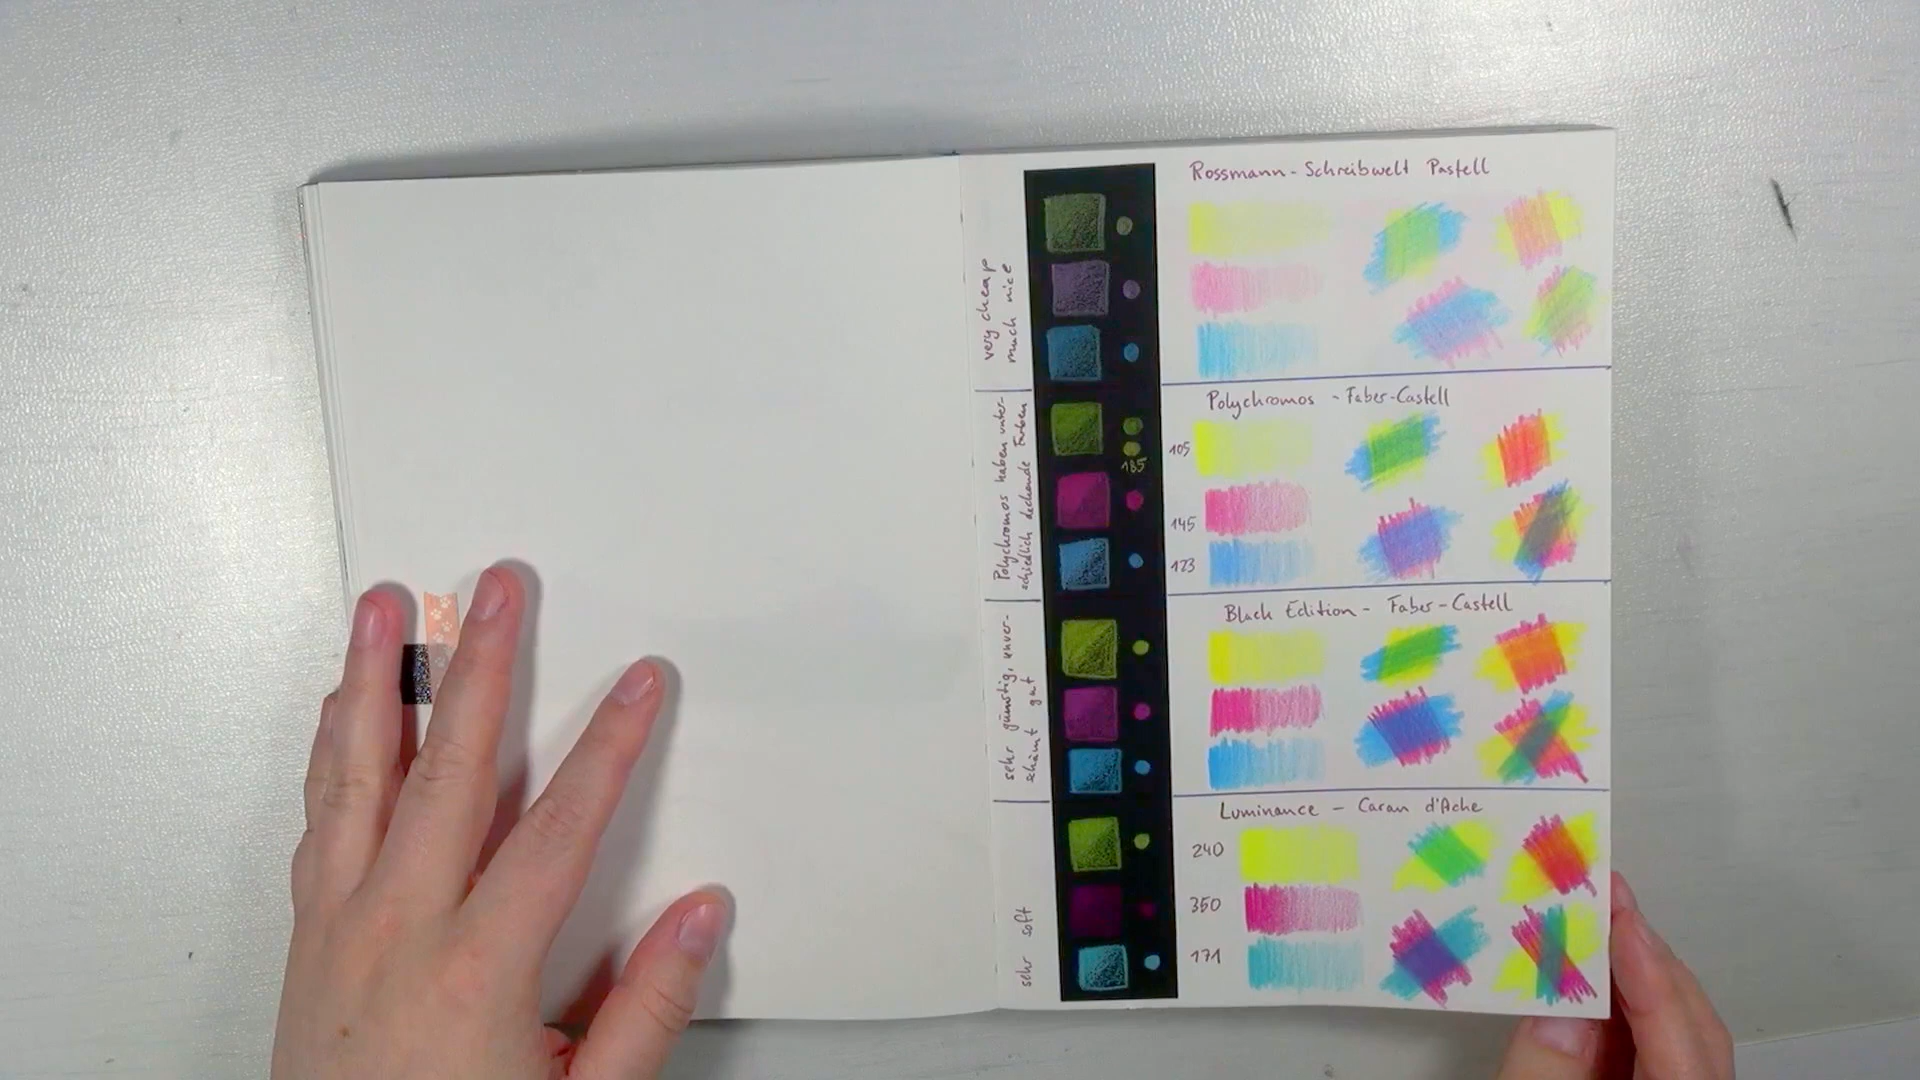 Rossmann - Schreibwelt Pastell
very cheap
much nice
Polychromos - Faber-Castell
105
145
123
185
Polychromos haben unter-
schiedlich deckende Farben
Black Edition - Faber-Castell
sehr günstig, unver-
schämt gut
Luminance - Caran d'Ache
240
350
171
sehr soft